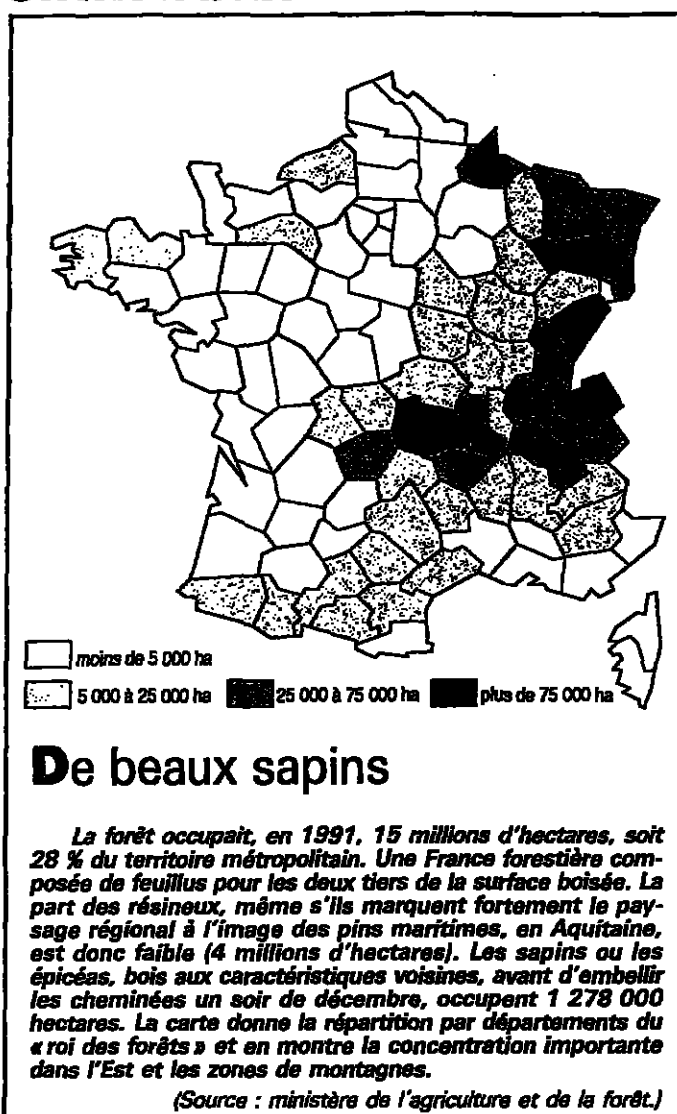 moins de 5 000 ha
5 000 à 25 000 ha 25 000 à 75 000 ha plus de 75 000 ha
De beaux sapins
La forêt occupait, en 1991, 15 millions d'hectares, soit
28 % du territoire métropolitain. Une France forestière com-
posée de feuillus pour les deux tiers de la surface boisée. La
part des résineux, même s'ils marquent fortement le pay-
sage régional à l'image des pins maritimes, en Aquitaine,
est donc faible (4 millions d'hectares). Les sapins ou les
épicéas, bois aux caractéristiques voisines, avant d'embellir
les cheminées un soir de décembre, occupent 1 278 000
hectares. La carte donne la répartition par départements du
« roi des forêts » et en montre la concentration importante
dans l'Est et les zones de montagnes.
(Source : ministère de l'agriculture et de la forêt.)